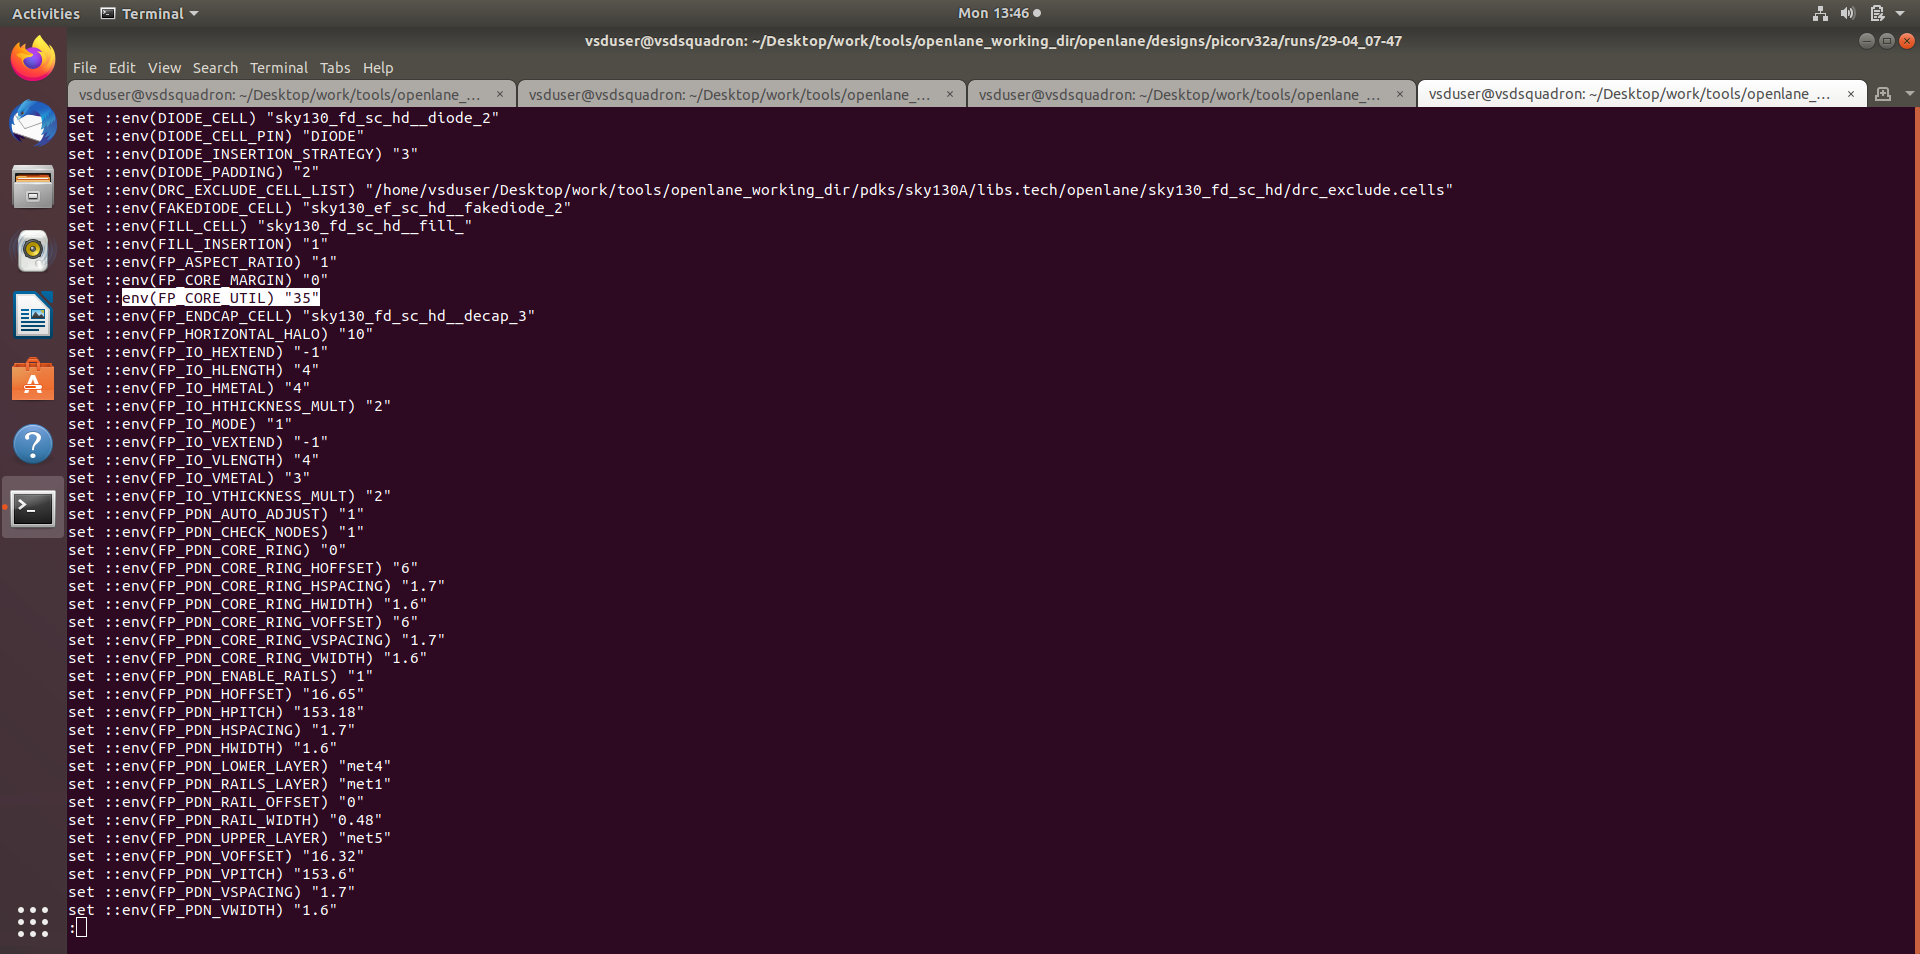 Activities Terminal Mon 13:46
vsduser@vsdsquadron: ~/Desktop/work/tools/openlane_working_dir/openlane/designs/picorv32a/runs/29-04_07-47
File Edit View Search Terminal Tabs Help
vsduser@vsdsquadron: ~/Desktop/work/tools/openlane_... × vsduser@vsdsquadron: ~/Desktop/work/tools/openlane_... × vsduser@vsdsquadron: ~/Desktop/work/tools/openlane_... × vsduser@vsdsquadron: ~/Desktop/work/tools/openlane_... ×
set ::env(DIODE_CELL) "sky130_fd_sc_hd__diode_2"
set ::env(DIODE_CELL_PIN) "DIODE"
set ::env(DIODE_INSERTION_STRATEGY) "3"
set ::env(DIODE_PADDING) "2"
set ::env(DRC_EXCLUDE_CELL_LIST) "/home/vsduser/Desktop/work/tools/openlane_working_dir/pdks/sky130A/libs.tech/openlane/sky130_fd_sc_hd/drc_exclude.cells"
set ::env(FAKEDIODE_CELL) "sky130_ef_sc_hd__fakediode_2"
set ::env(FILL_CELL) "sky130_fd_sc_hd__fill_"
set ::env(FILL_INSERTION) "1"
set ::env(FP_ASPECT_RATIO) "1"
set ::env(FP_CORE_MARGIN) "0"
set ::env(FP_CORE_UTIL) "35"
set ::env(FP_ENDCAP_CELL) "sky130_fd_sc_hd__decap_3"
set ::env(FP_HORIZONTAL_HALO) "10"
set ::env(FP_IO_HEXTEND) "-1"
set ::env(FP_IO_HLENGTH) "4"
set ::env(FP_IO_HMETAL) "4"
set ::env(FP_IO_HTHICKNESS_MULT) "2"
set ::env(FP_IO_MODE) "1"
set ::env(FP_IO_VEXTEND) "-1"
set ::env(FP_IO_VLENGTH) "4"
set ::env(FP_IO_VMETAL) "3"
set ::env(FP_IO_VTHICKNESS_MULT) "2"
set ::env(FP_PDN_AUTO_ADJUST) "1"
set ::env(FP_PDN_CHECK_NODES) "1"
set ::env(FP_PDN_CORE_RING) "0"
set ::env(FP_PDN_CORE_RING_HOFFSET) "6"
set ::env(FP_PDN_CORE_RING_HSPACING) "1.7"
set ::env(FP_PDN_CORE_RING_HWIDTH) "1.6"
set ::env(FP_PDN_CORE_RING_VOFFSET) "6"
set ::env(FP_PDN_CORE_RING_VSPACING) "1.7"
set ::env(FP_PDN_CORE_RING_VWIDTH) "1.6"
set ::env(FP_PDN_ENABLE_RAILS) "1"
set ::env(FP_PDN_HOFFSET) "16.65"
set ::env(FP_PDN_HPITCH) "153.18"
set ::env(FP_PDN_HSPACING) "1.7"
set ::env(FP_PDN_HWIDTH) "1.6"
set ::env(FP_PDN_LOWER_LAYER) "met4"
set ::env(FP_PDN_RAILS_LAYER) "met1"
set ::env(FP_PDN_RAIL_OFFSET) "0"
set ::env(FP_PDN_RAIL_WIDTH) "0.48"
set ::env(FP_PDN_UPPER_LAYER) "met5"
set ::env(FP_PDN_VOFFSET) "16.32"
set ::env(FP_PDN_VPITCH) "153.6"
set ::env(FP_PDN_VSPACING) "1.7"
set ::env(FP_PDN_VWIDTH) "1.6"
: